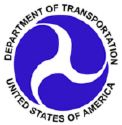 DEPARTMENT OF TRANSPORTATION
UNITED STATES OF AMERICA